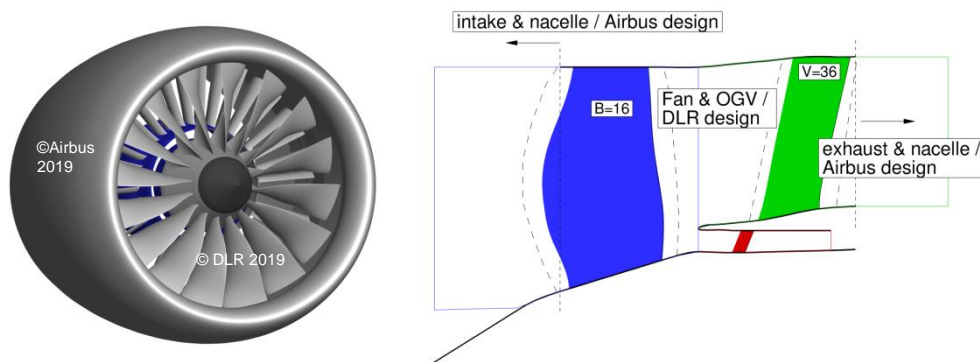 ©Airbus
2019
© DLR 2019
intake & nacelle / Airbus design
B=16
Fan & OGV /
DLR design
V=36
exhaust & nacelle /
Airbus design